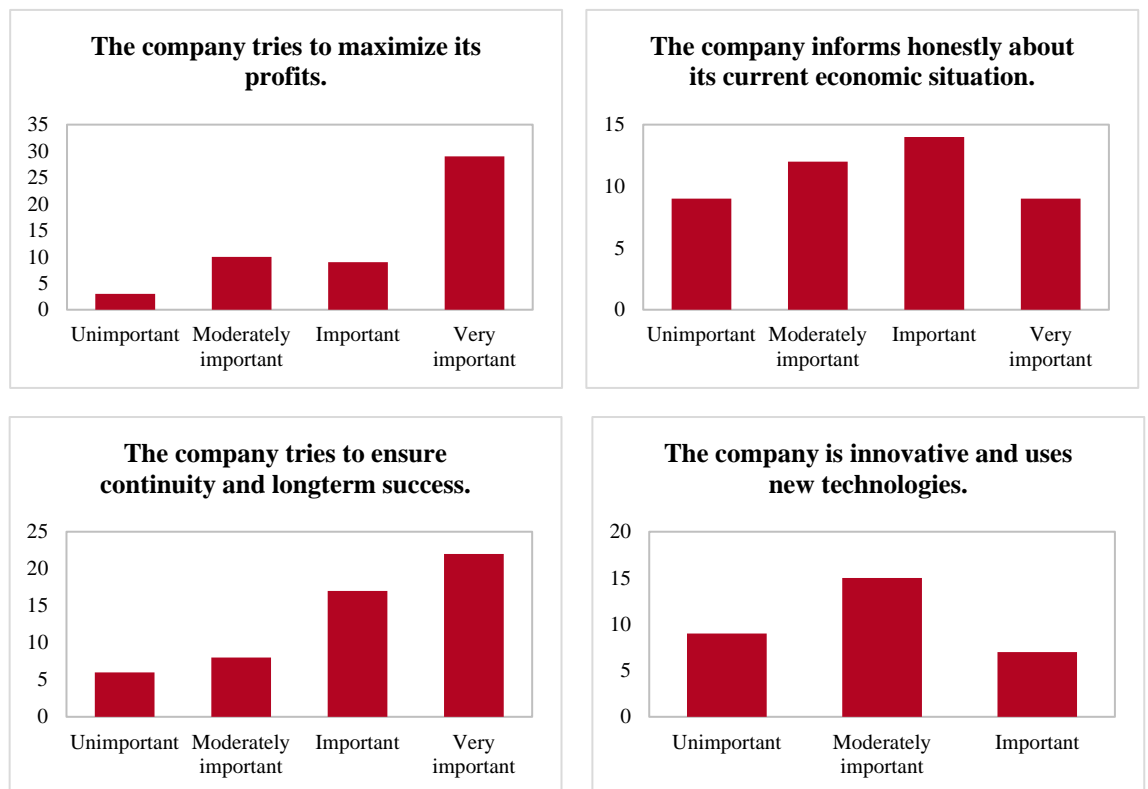 The company tries to maximize its
profits.
35
30
25
20
15
10
5
0
Unimportant Moderately important Important Very important
The company informs honestly about
its current economic situation.
15
10
5
0
Unimportant Moderately important Important Very important
The company tries to ensure
continuity and longterm success.
25
20
15
10
5
0
Unimportant Moderately important Important Very important
The company is innovative and uses
new technologies.
20
15
10
5
0
Unimportant Moderately important Important